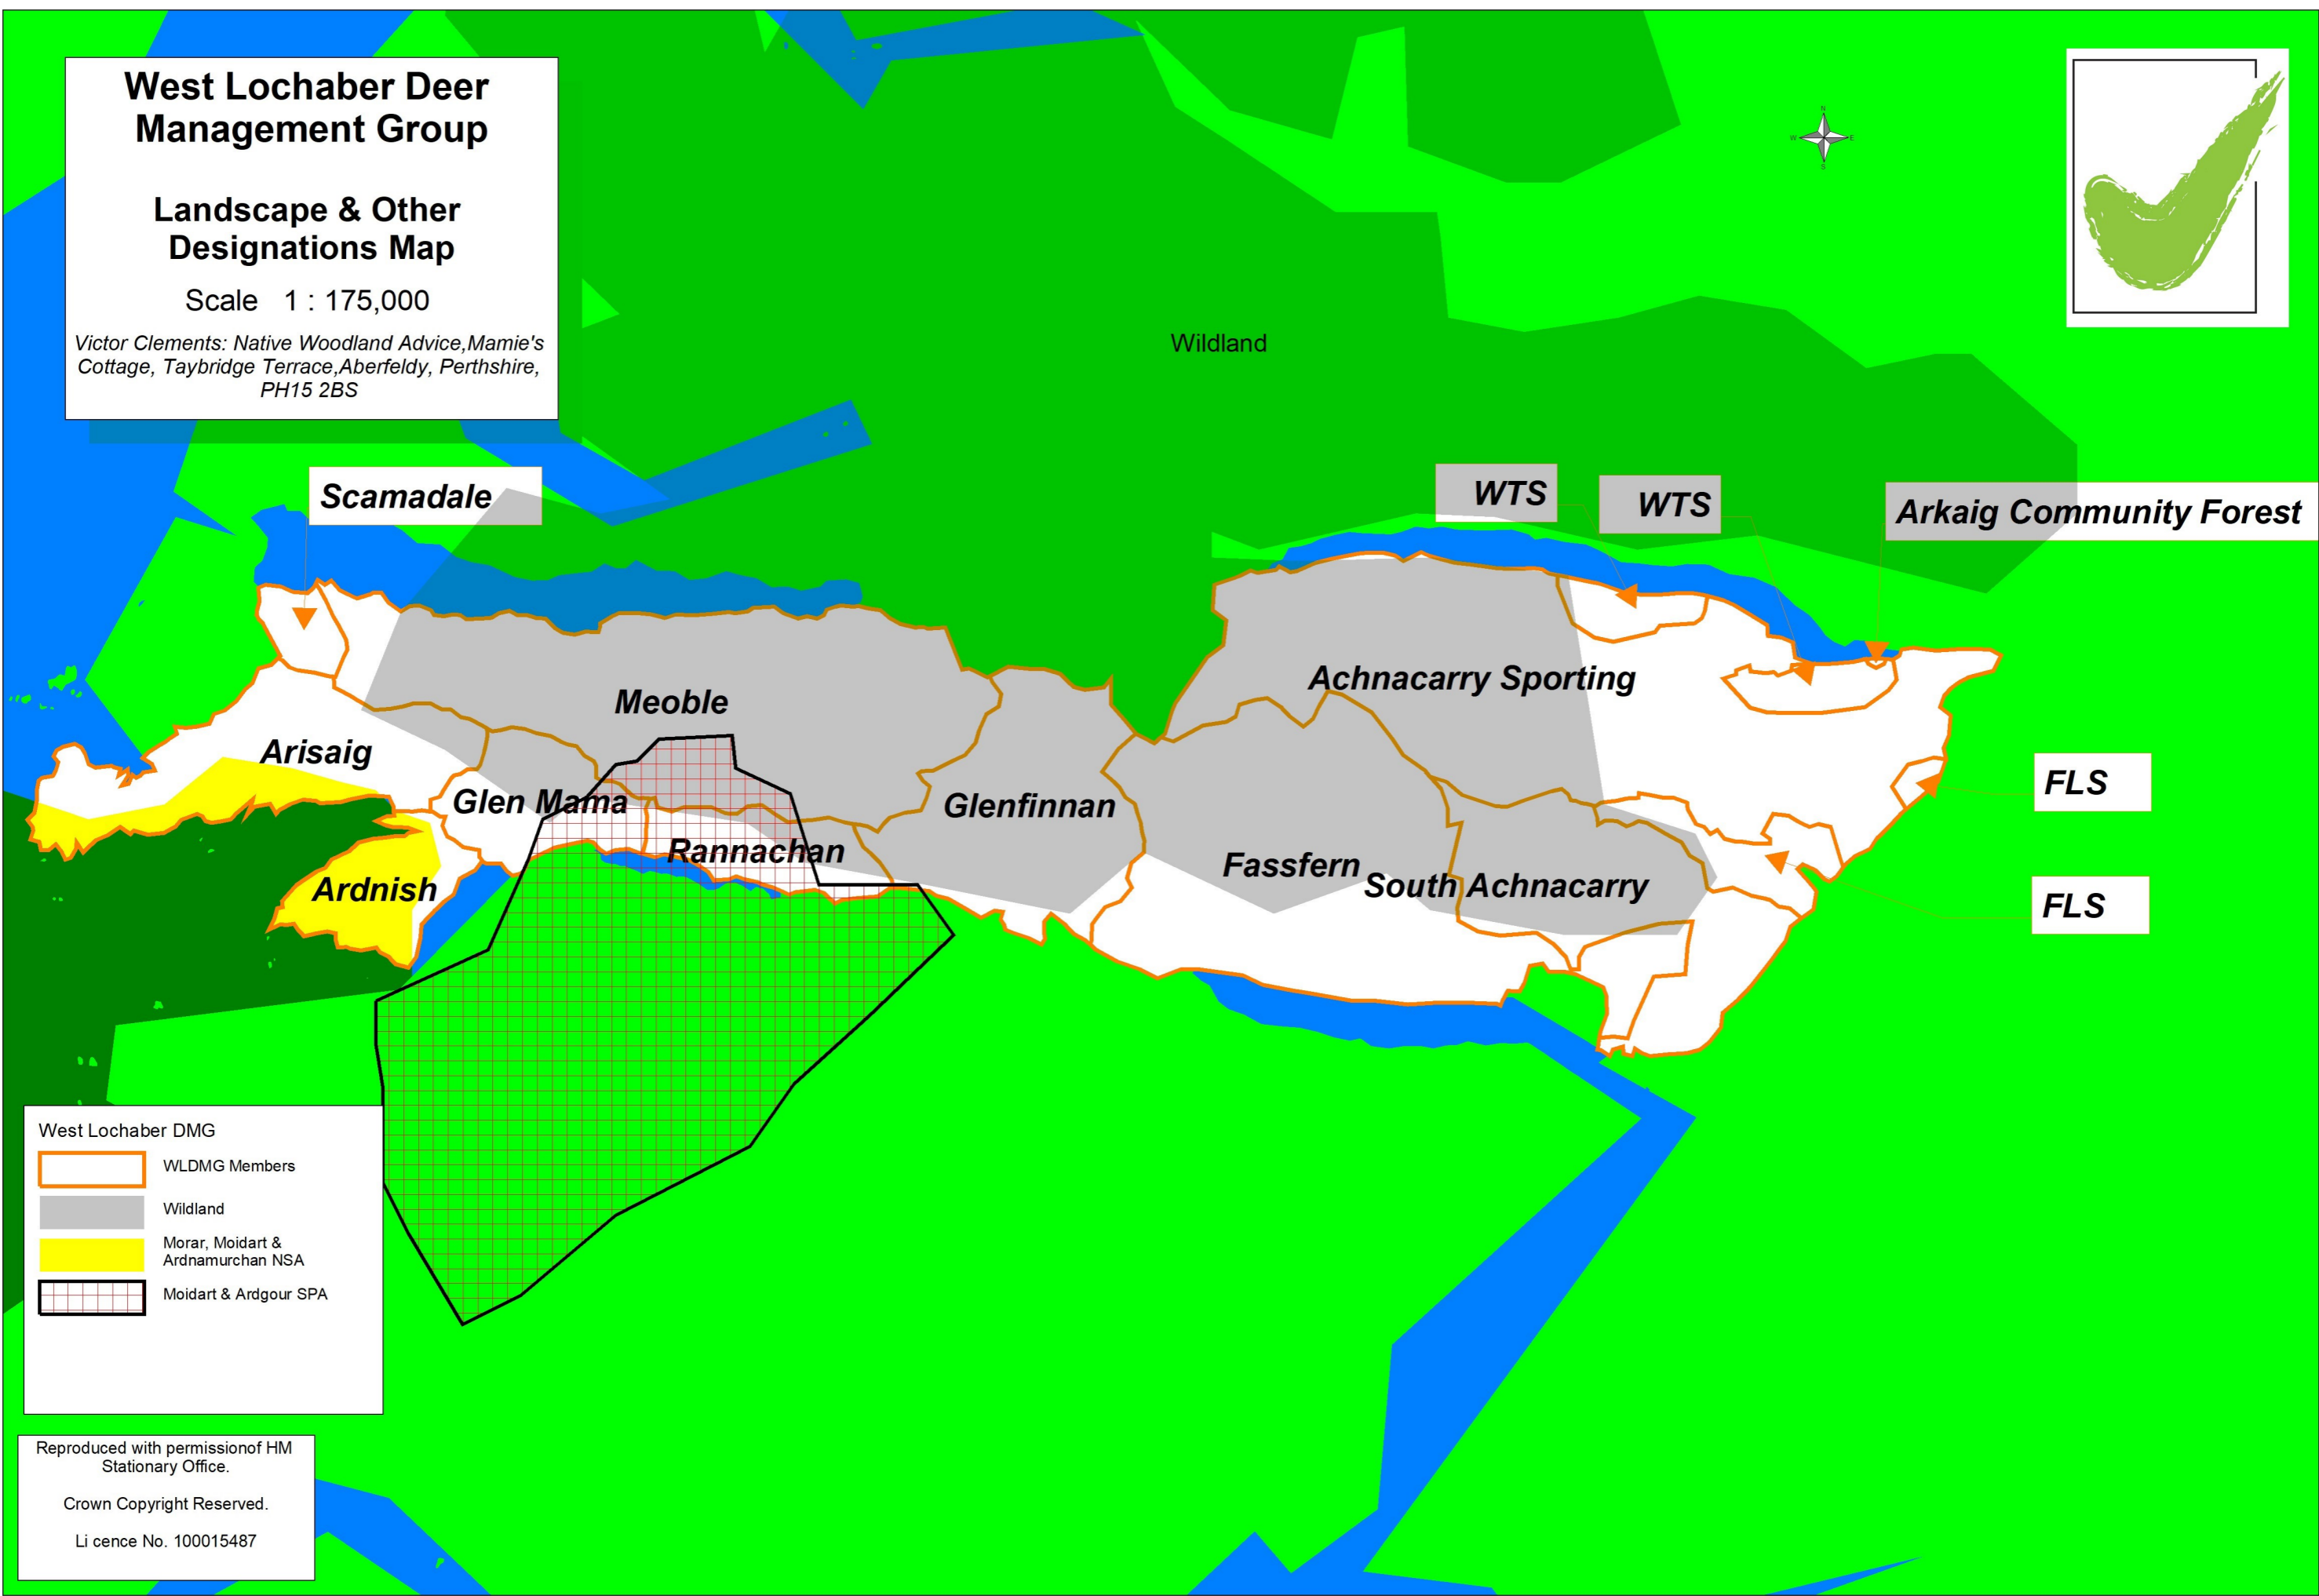 West Lochaber Deer
Management Group
Landscape & Other
Designations Map
Scale 1 : 175,000
Victor Clements: Native Woodland Advice,Mamie's
Cottage, Taybridge Terrace,Aberfeldy, Perthshire,
PH15 2BS
N
W E
S
Wildland
Scamadale
WTS
WTS
Arkaig Community Forest
Meoble
Achnacarry Sporting
Arisaig
Glen Mama
Glenfinnan
FLS
Rannachan
Fassfern
South Achnacarry
Ardnish
FLS
West Lochaber DMG
WLDMG Members
Wildland
Morar, Moidart &
Ardnamurchan NSA
Moidart & Ardgour SPA
Reproduced with permissionof HM
Stationary Office.
Crown Copyright Reserved.
Li cence No. 100015487